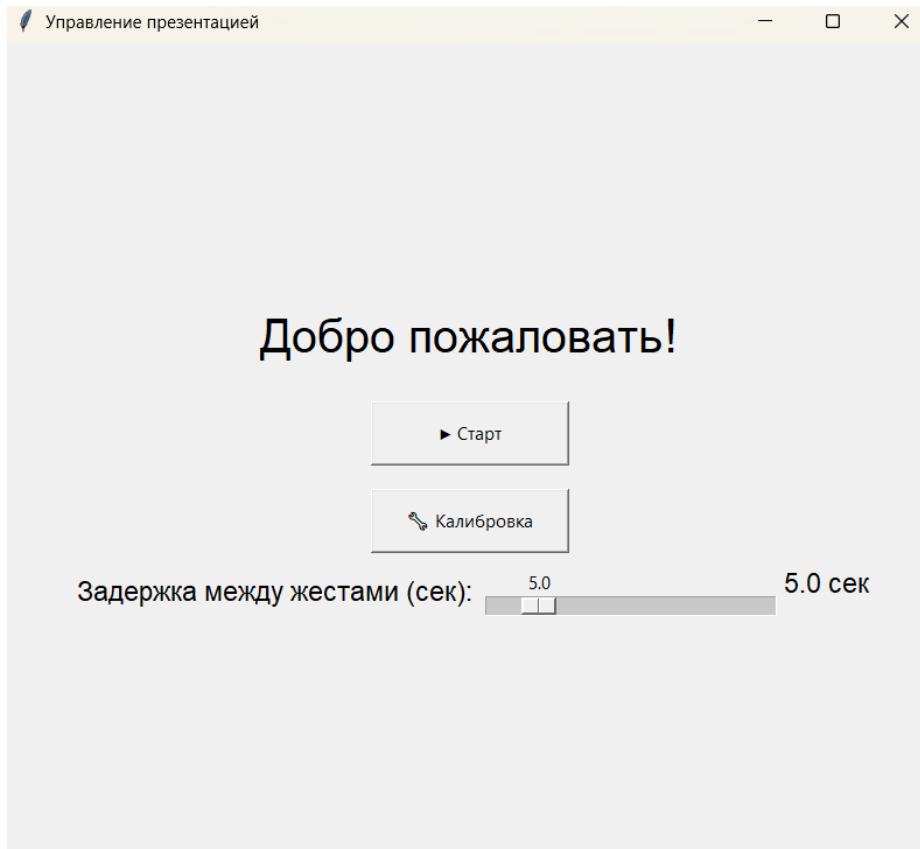 Управление презентацией
Добро пожаловать!
► Старт
🔧 Калибровка
Задержка между жестами (сек):
5.0
5.0 сек